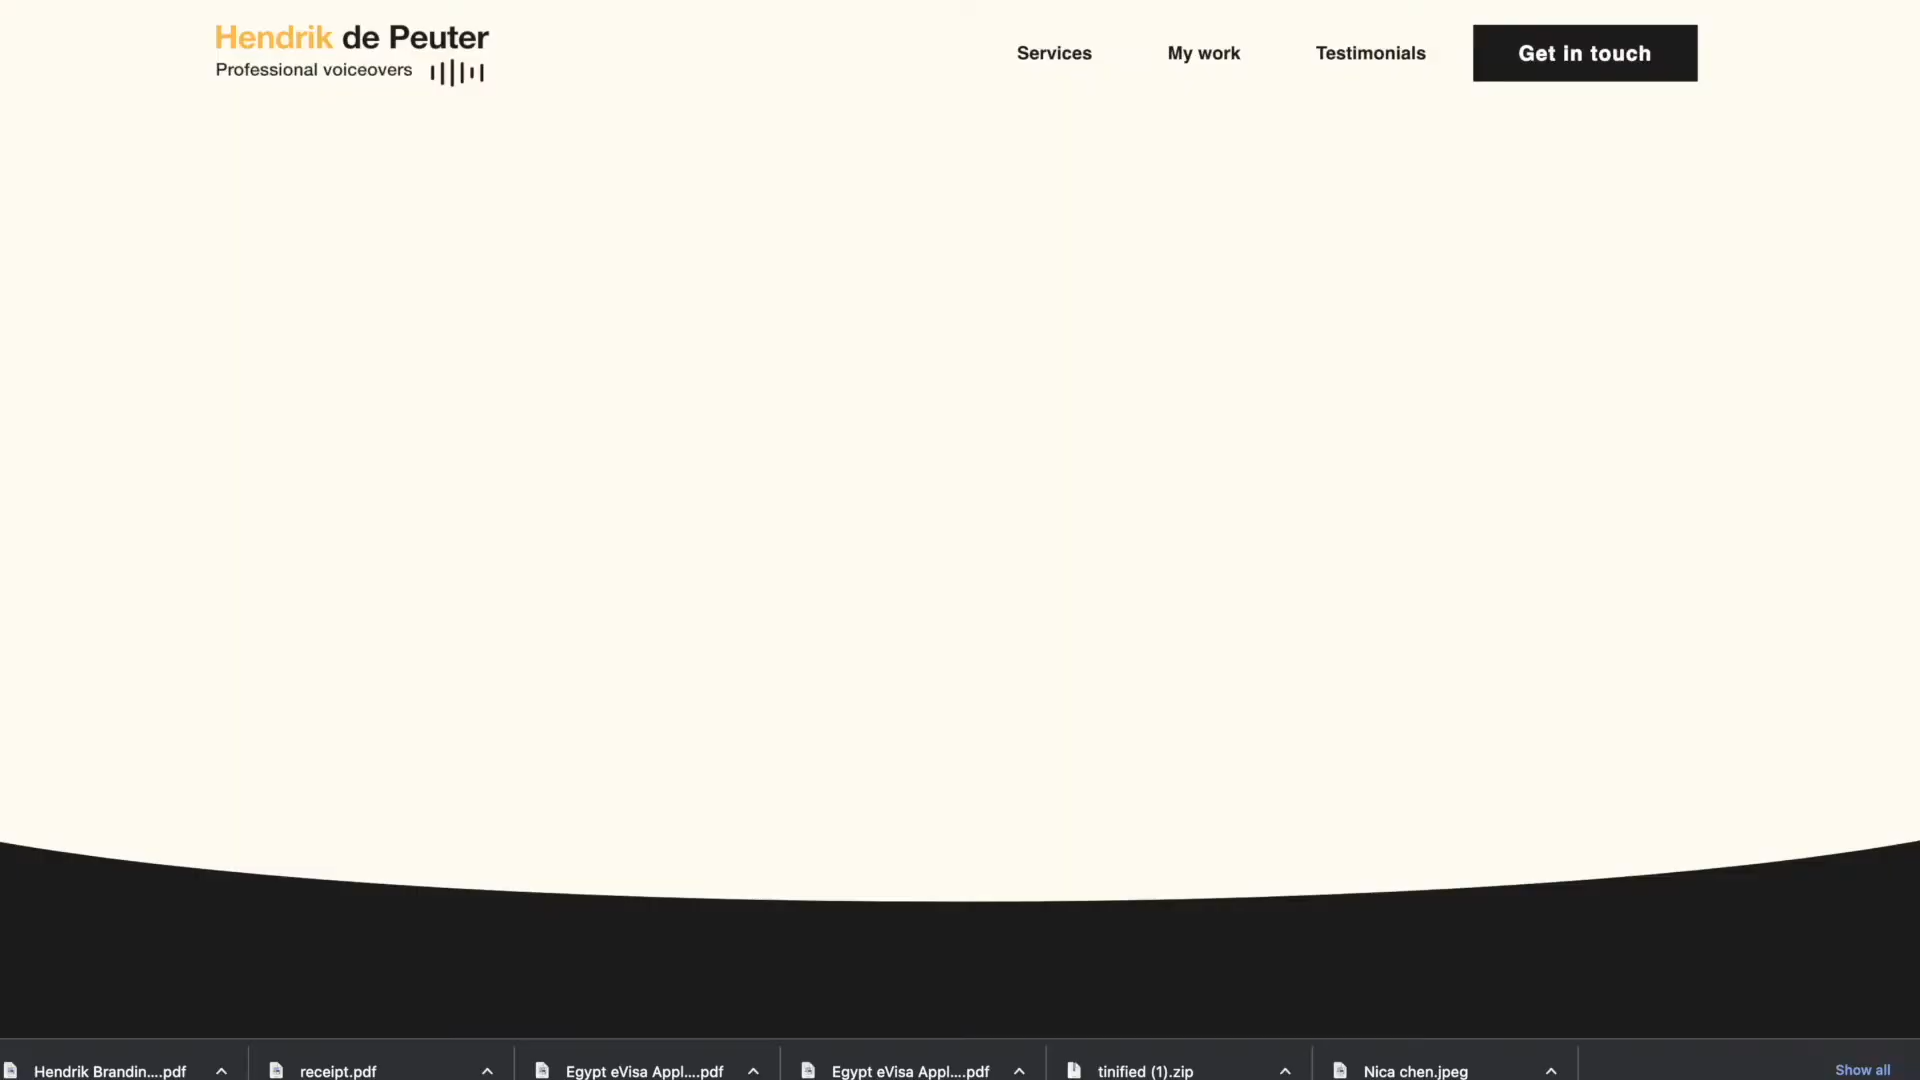 Hendrik de Peuter
Professional voiceovers
Services
My work
Testimonials
Get in touch
Hendrik Brandin....pdf
receipt.pdf
Egypt eVisa Appl....pdf
Egypt eVisa Appl....pdf
tinified (1).zip
Nica chen.jpeg
Show all